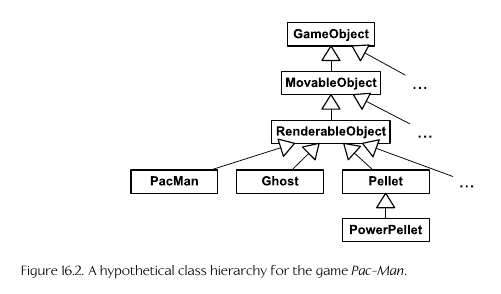 GameObject
MovableObject
...
RenderableObject
...
PacMan
Ghost
Pellet
...
PowerPellet
Figure 16.2. A hypothetical class hierarchy for the game Pac-Man.